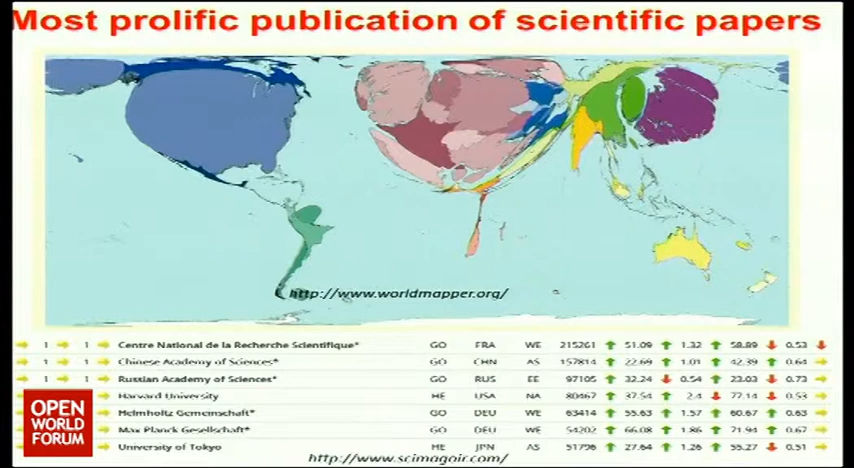 Most prolific publication of scientific papers
http://www.worldmapper.org/
1 1 Centre National de la Recherche Scientifique* GO FRA WE 215261 51.09 1.32 58.89 0.53
1 1 Chinese Academy of Sciences* GO CHN AS 157814 22.69 1.01 42.39 0.64
1 1 Russian Academy of Sciences* GO RUS EE 97105 32.24 0.54 23.03 0.73
Harvard University HE USA NA 80467 37.54 2.4 77.14 0.53
Helmholtz Gemeinschaft* GO DEU WE 63414 55.63 1.57 60.67 0.63
Max Planck Gesellschaft* GO DEU WE 54202 66.08 1.86 71.94 0.67
University of Tokyo HE JPN AS 51796 27.64 1.26 55.27 0.51
http://www.scimagoir.com/
OPEN
WORLD
FORUM